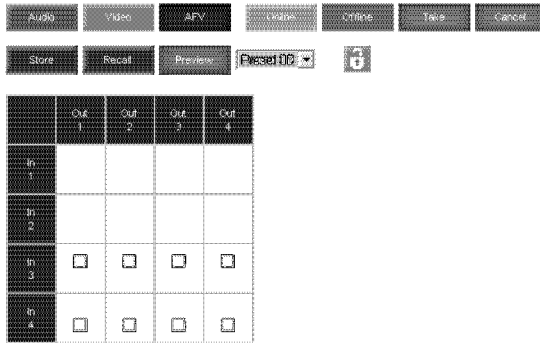 Audio Video AFV Online Offline Take Cancel
Store Recall Preview Preset 00
Out 1 Out 2 Out 3 Out 4
In 1
In 2
In 3
In 4